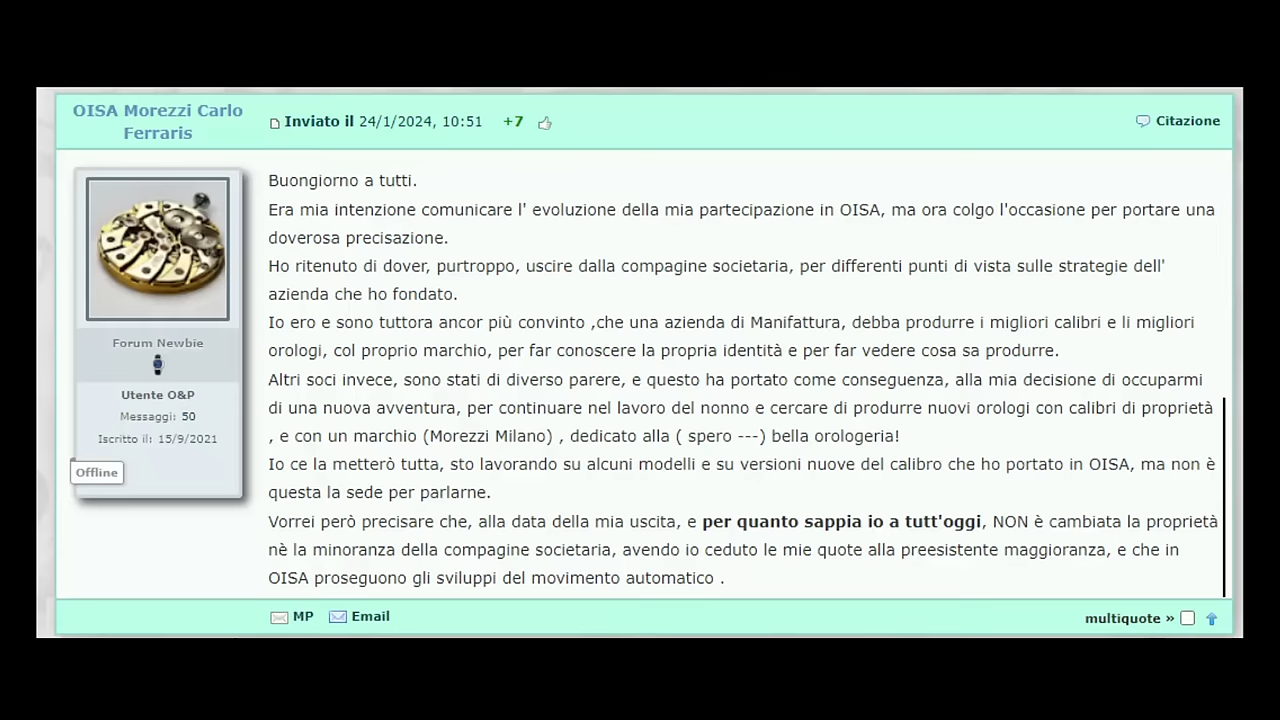 OISA Morezzi Carlo
Ferraris
Inviato il 24/1/2024, 10:51 +7
Citazione
Buongiorno a tutti.
Era mia intenzione comunicare l' evoluzione della mia partecipazione in OISA, ma ora colgo l'occasione per portare una
doverosa precisazione.
Ho ritenuto di dover, purtroppo, uscire dalla compagine societaria, per differenti punti di vista sulle strategie dell'
azienda che ho fondato.
Io ero e sono tuttora ancor più convinto ,che una azienda di Manifattura, debba produrre i migliori calibri e li migliori
orologi, col proprio marchio, per far conoscere la propria identità e per far vedere cosa sa produrre.
Altri soci invece, sono stati di diverso parere, e questo ha portato come conseguenza, alla mia decisione di occuparmi
di una nuova avventura, per continuare nel lavoro del nonno e cercare di produrre nuovi orologi con calibri di proprietà
, e con un marchio (Morezzi Milano) , dedicato alla ( spero ---) bella orologeria!
Io ce la metterò tutta, sto lavorando su alcuni modelli e su versioni nuove del calibro che ho portato in OISA, ma non è
questa la sede per parlarne.
Vorrei però precisare che, alla data della mia uscita, e per quanto sappia io a tutt'oggi, NON è cambiata la proprietà
nè la minoranza della compagine societaria, avendo io ceduto le mie quote alla preesistente maggioranza, e che in
OISA proseguono gli sviluppi del movimento automatico .
Forum Newbie
Utente O&P
Messaggi: 50
Iscritto il: 15/9/2021
Offline
MP Email
multiquote »